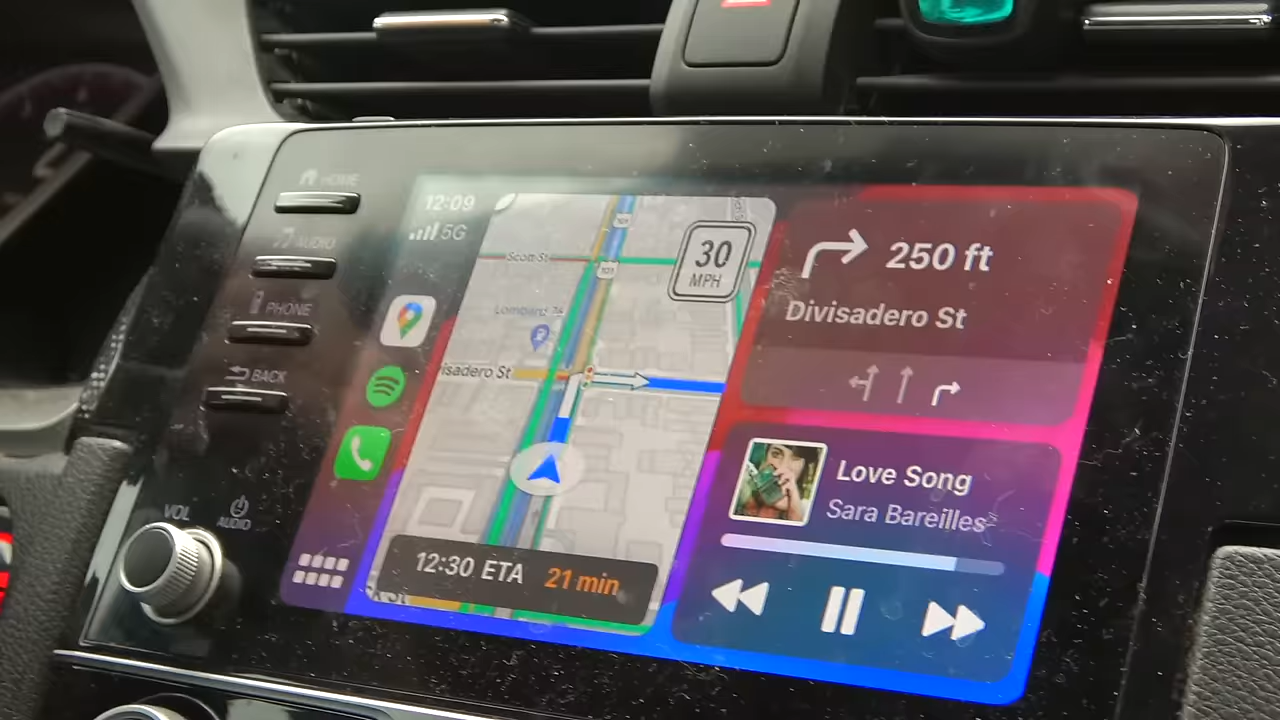 HOME
AUDIO
PHONE
BACK
VOL
AUDIO
12:09
5G
101
Scott St
101
30
MPH
Lombard
isadero St
12:30 ETA 21 min
250 ft
Divisadero St
Love Song
Sara Bareilles